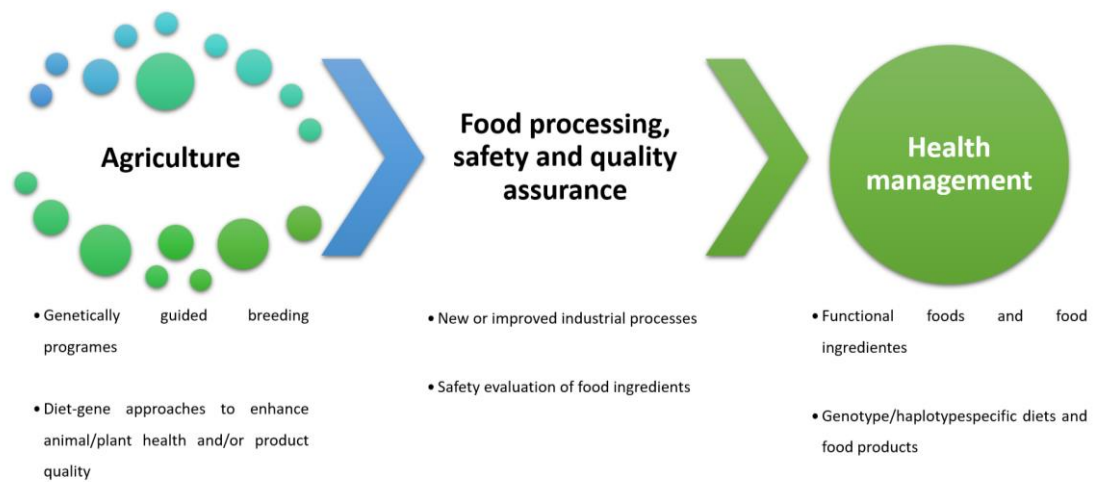 Agriculture
• Genetically guided breeding
programes
• Diet-gene approaches to enhance
animal/plant health and/or product
quality
Food processing,
safety and quality
assurance
• New or improved industrial processes
• Safety evaluation of food ingredients
Health
management
• Functional foods and food
ingredientes
• Genotype/haplotypespecific diets and
food products